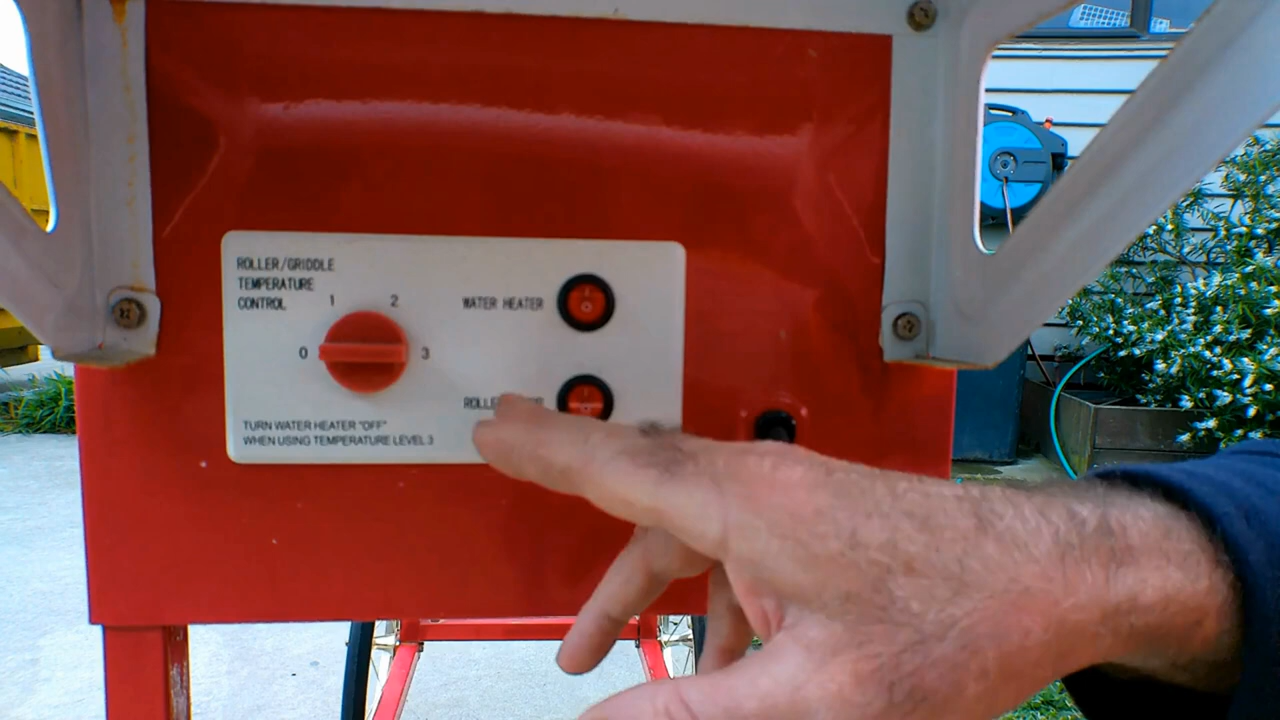 ROLLER/GRIDDLE
TEMPERATURE
CONTROL
1
2
0
3
WATER HEATER
TURN WATER HEATER "OFF"
WHEN USING TEMPERATURE LEVEL 3